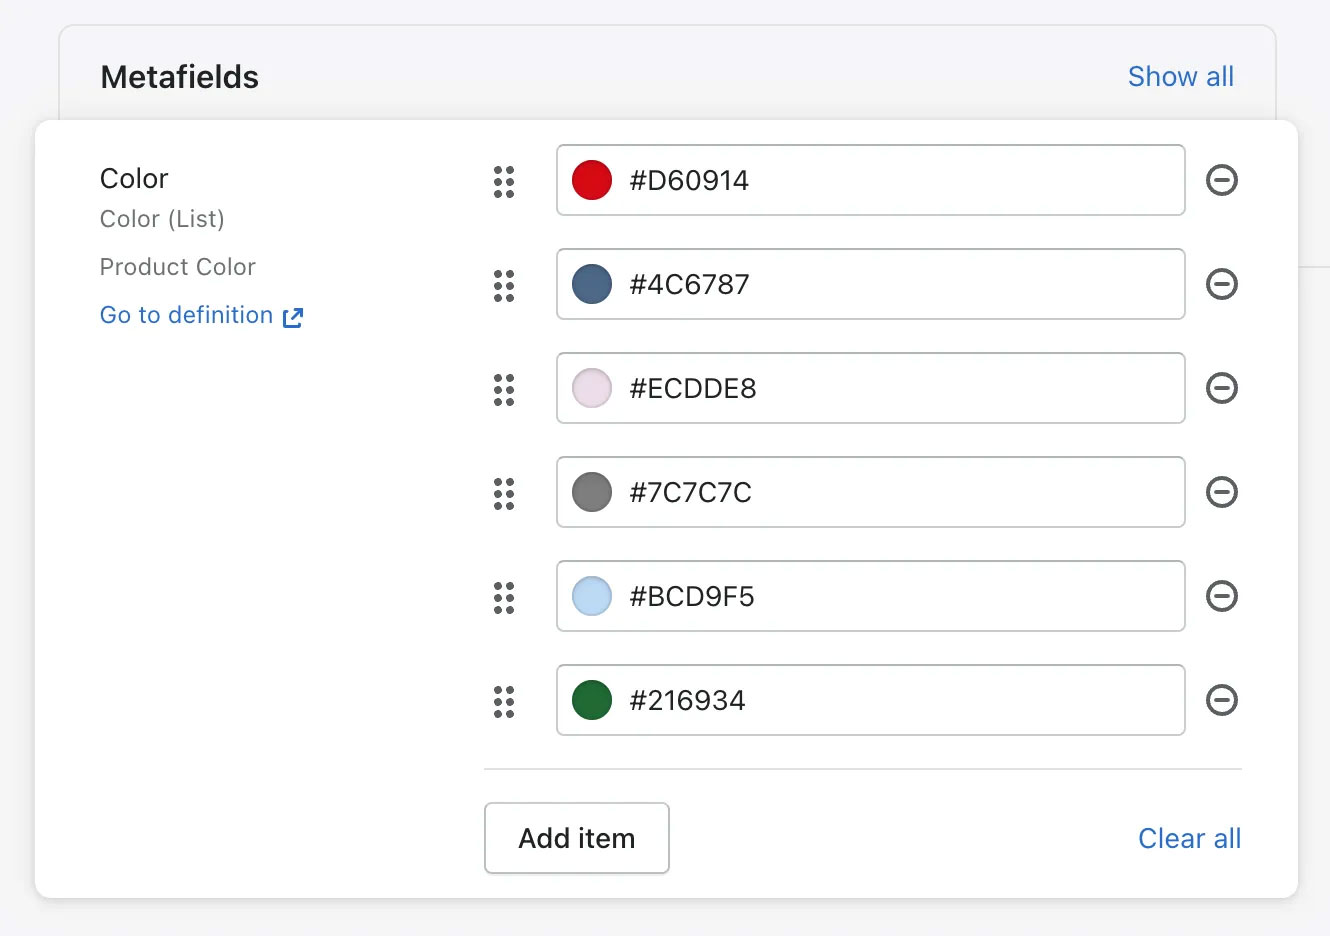 Metafields
Show all
Color
Color (List)
Product Color
Go to definition
#D60914
#4C6787
#ECDDE8
#7C7C7C
#BCD9F5
#216934
Add item
Clear all